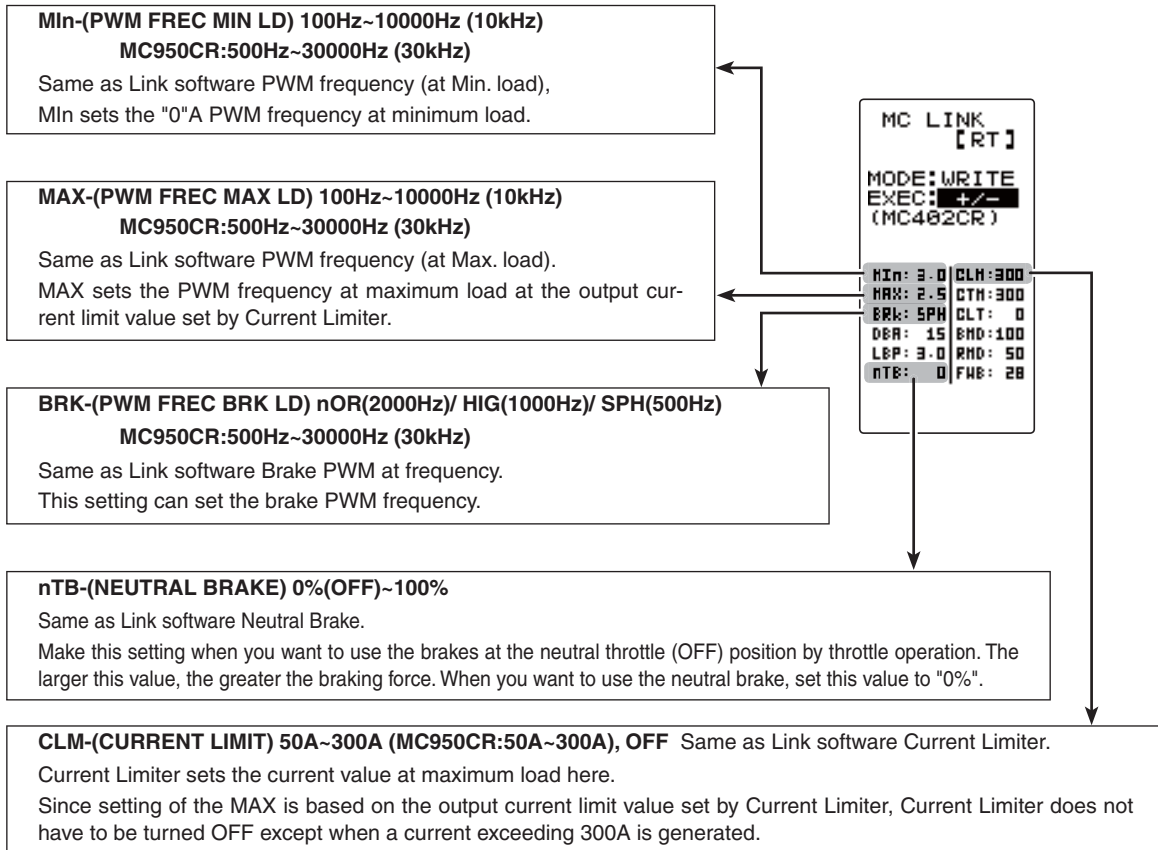 MIn-(PWM FREC MIN LD) 100Hz~10000Hz (10kHz)
MC950CR:500Hz~30000Hz (30kHz)
Same as Link software PWM frequency (at Min. load),
MIn sets the "0"A PWM frequency at minimum load.
MAX-(PWM FREC MAX LD) 100Hz~10000Hz (10kHz)
MC950CR:500Hz~30000Hz (30kHz)
Same as Link software PWM frequency (at Max. load).
MAX sets the PWM frequency at maximum load at the output cur-
rent limit value set by Current Limiter.
BRK-(PWM FREC BRK LD) nOR(2000Hz)/ HIG(1000Hz)/ SPH(500Hz)
MC950CR:500Hz~30000Hz (30kHz)
Same as Link software Brake PWM at frequency.
This setting can set the brake PWM frequency.
MC LINK
[RT]
MODE:WRITE
EXEC: +/-
(MC402CR)
MIn: 3.0 CLM:300
MAX: 2.5 CTM:300
BRk: SPH CLT: 0
DBA: 15 BMD:100
LBP: 3.0 RMD: 50
nTB: 0 FWB: 28
nTB-(NEUTRAL BRAKE) 0%(OFF)~100%
Same as Link software Neutral Brake.
Make this setting when you want to use the brakes at the neutral throttle (OFF) position by throttle operation. The
larger this value, the greater the braking force. When you want to use the neutral brake, set this value to "0%".
CLM-(CURRENT LIMIT) 50A~300A (MC950CR:50A~300A), OFF Same as Link software Current Limiter.
Current Limiter sets the current value at maximum load here.
Since setting of the MAX is based on the output current limit value set by Current Limiter, Current Limiter does not
have to be turned OFF except when a current exceeding 300A is generated.